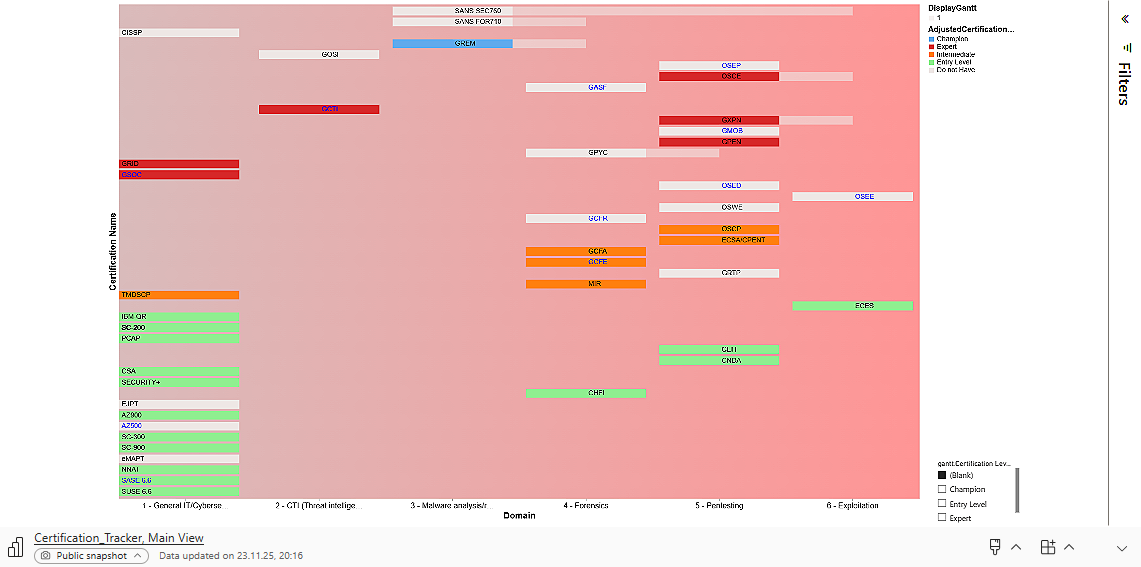 SANS SEC760
SANS FOR710
CISSP
GREM
GOSI
OSEP
OSCE
GASF
GCTI
GXPN
GMOB
GPEN
GPYC
GRID
GSOC
OSED
OSEE
OSWE
GCFR
OSCP
ECSA/CPENT
GCFA
GCFE
CRTP
MIR
TMDSCP
ECES
IBM QR
SC-200
PCAP
CEH
CNDA
CSA
SECURITY+
CHFI
EJPT
AZ900
AZ500
SC-300
SC-900
eMAPT
NNAI
SASE 6.6
SUSE 6.6
Certification Name
1 - General IT/Cyberse...
2 - CTI (Threat intellige...
3 - Malware analysis/r...
4 - Forensics
5 - Pentesting
6 - Exploitation
Domain
DisplayGantt
1
AdjustedCertification...
Champion
Expert
Intermediate
Entry Level
Do not Have
gantt.Certification Lev...
(Blank)
Champion
Entry Level
Expert
Filters
Certification_Tracker, Main View
Public snapshot
Data updated on 23.11.25, 20:16